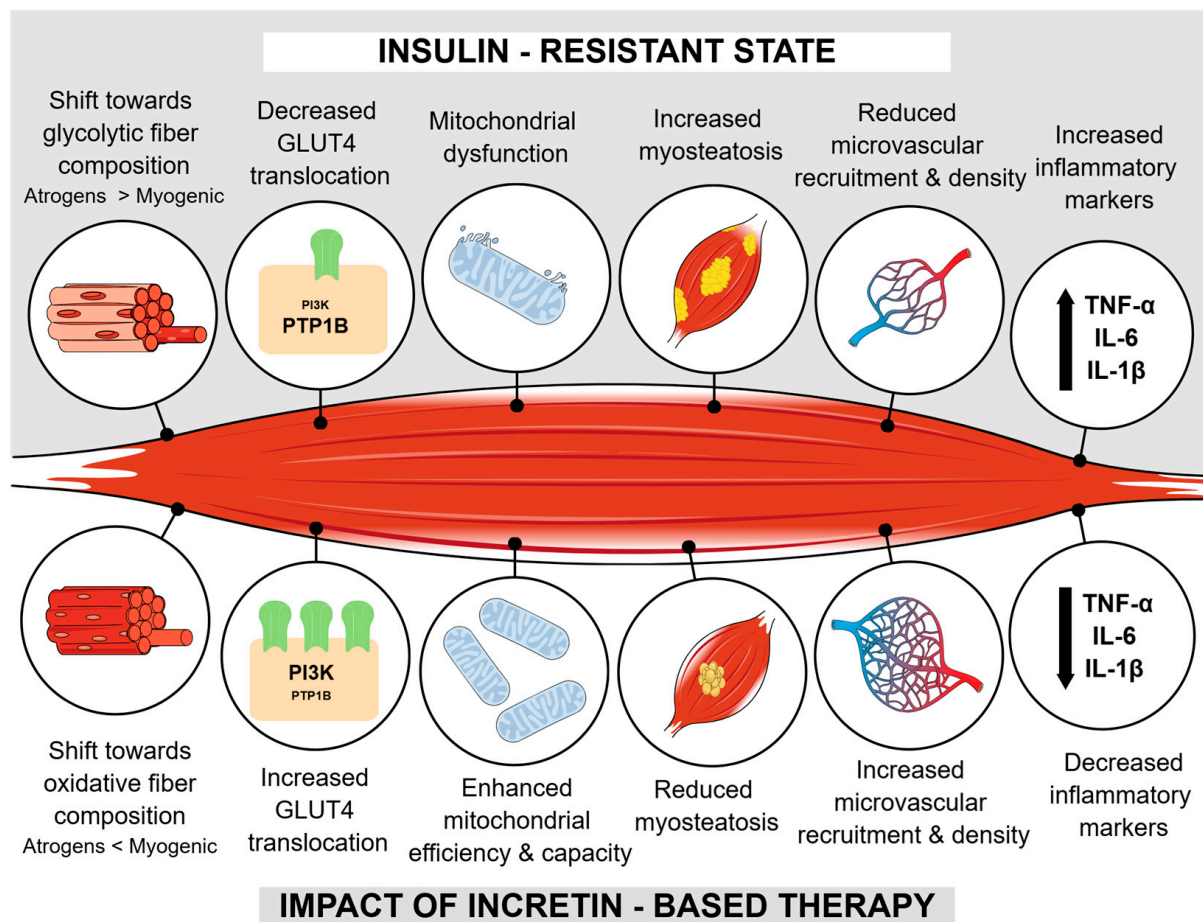 INSULIN - RESISTANT STATE
Shift towards
glycolytic fiber
composition
Atrogens > Myogenic
Decreased
GLUT4
translocation
Mitochondrial
dysfunction
Increased
myosteatosis
Reduced
microvascular
recruitment & density
Increased
inflammatory
markers
PI3K
PTP1B
TNF-α
IL-6
IL-1β
PI3K
PTP1B
TNF-α
IL-6
IL-1β
Shift towards
oxidative fiber
composition
Atrogens < Myogenic
Increased
GLUT4
translocation
Enhanced
mitochondrial
efficiency & capacity
Reduced
myosteatosis
Increased
microvascular
recruitment & density
Decreased
inflammatory
markers
IMPACT OF INCRETIN - BASED THERAPY